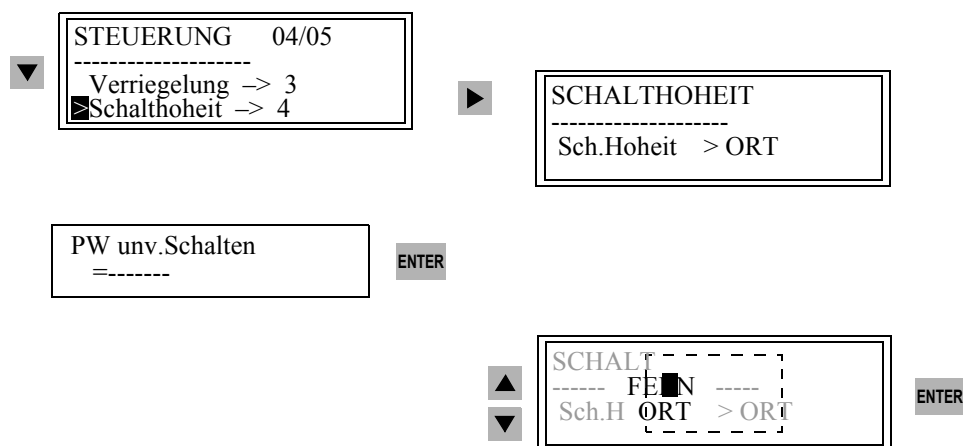 STEUERUNG 04/05
--------------------
Verriegelung –> 3
>Schalthoheit –> 4
SCHALTHOHEIT
--------------------
Sch.Hoheit > ORT
PW unv.Schalten
=-------
ENTER
SCHALT
------ FERN -----
Sch.H ORT > ORT
ENTER